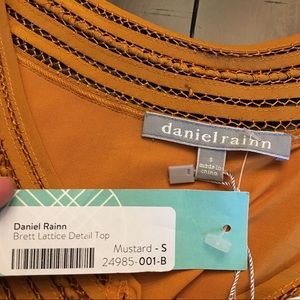 danielrainn
S
made in
china
Daniel Rainn
Brett Lattice Detail Top
Mustard - S
24985-001-B